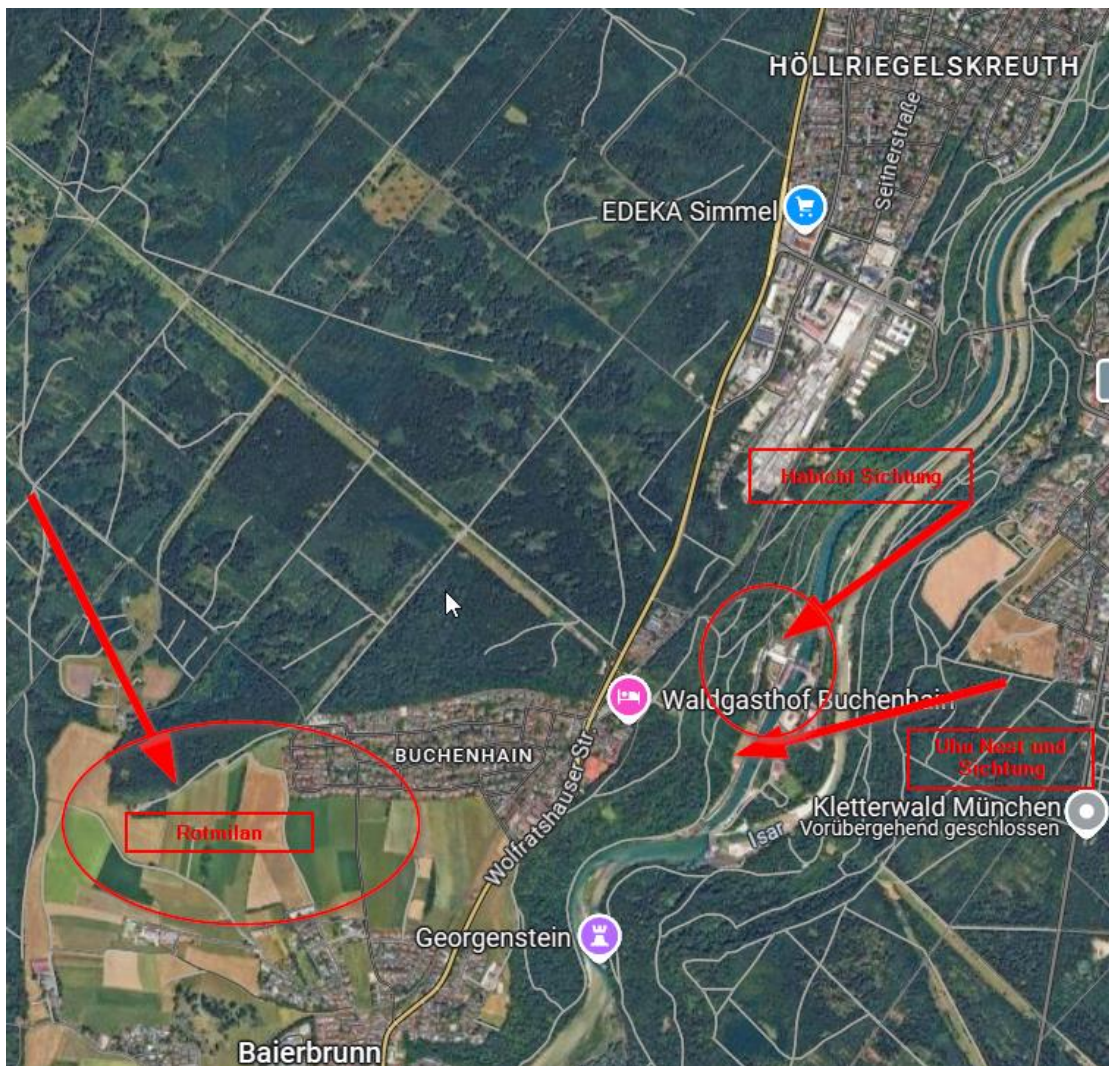 HÖLLRIEGELSKREUTH
Seitnerstraße
EDEKA Simmel
Habicht Sichtung
Waldgasthof Buchenhain
BUCHENHAIN
Uhu Nest und
Sichtung
Kletterwald München
Vorübergehend geschlossen
Isar
Rotmilan
Wolfratshauser Str
Georgenstein
Baierbrunn